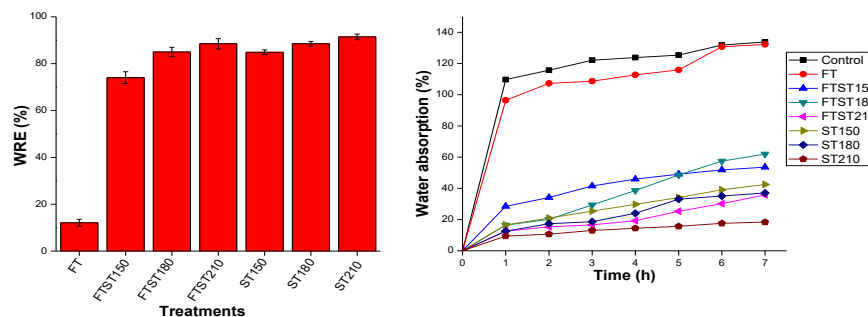 100
80
60
40
20
0
WRE (%)
FT
FTST150
FTST180
FTST210
ST150
ST180
ST210
Treatments
140
120
100
80
60
40
20
0
Water absorption (%)
0 1 2 3 4 5 6 7
Time (h)
Control
FT
FTST15
FTST18
FTST21
ST150
ST180
ST210